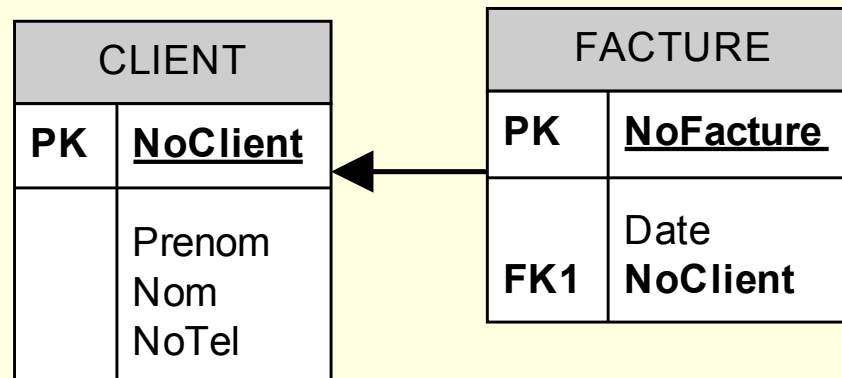 CLIENT
PK NoClient
Prenom
Nom
NoTel
FACTURE
PK NoFacture
Date
FK1 NoClient